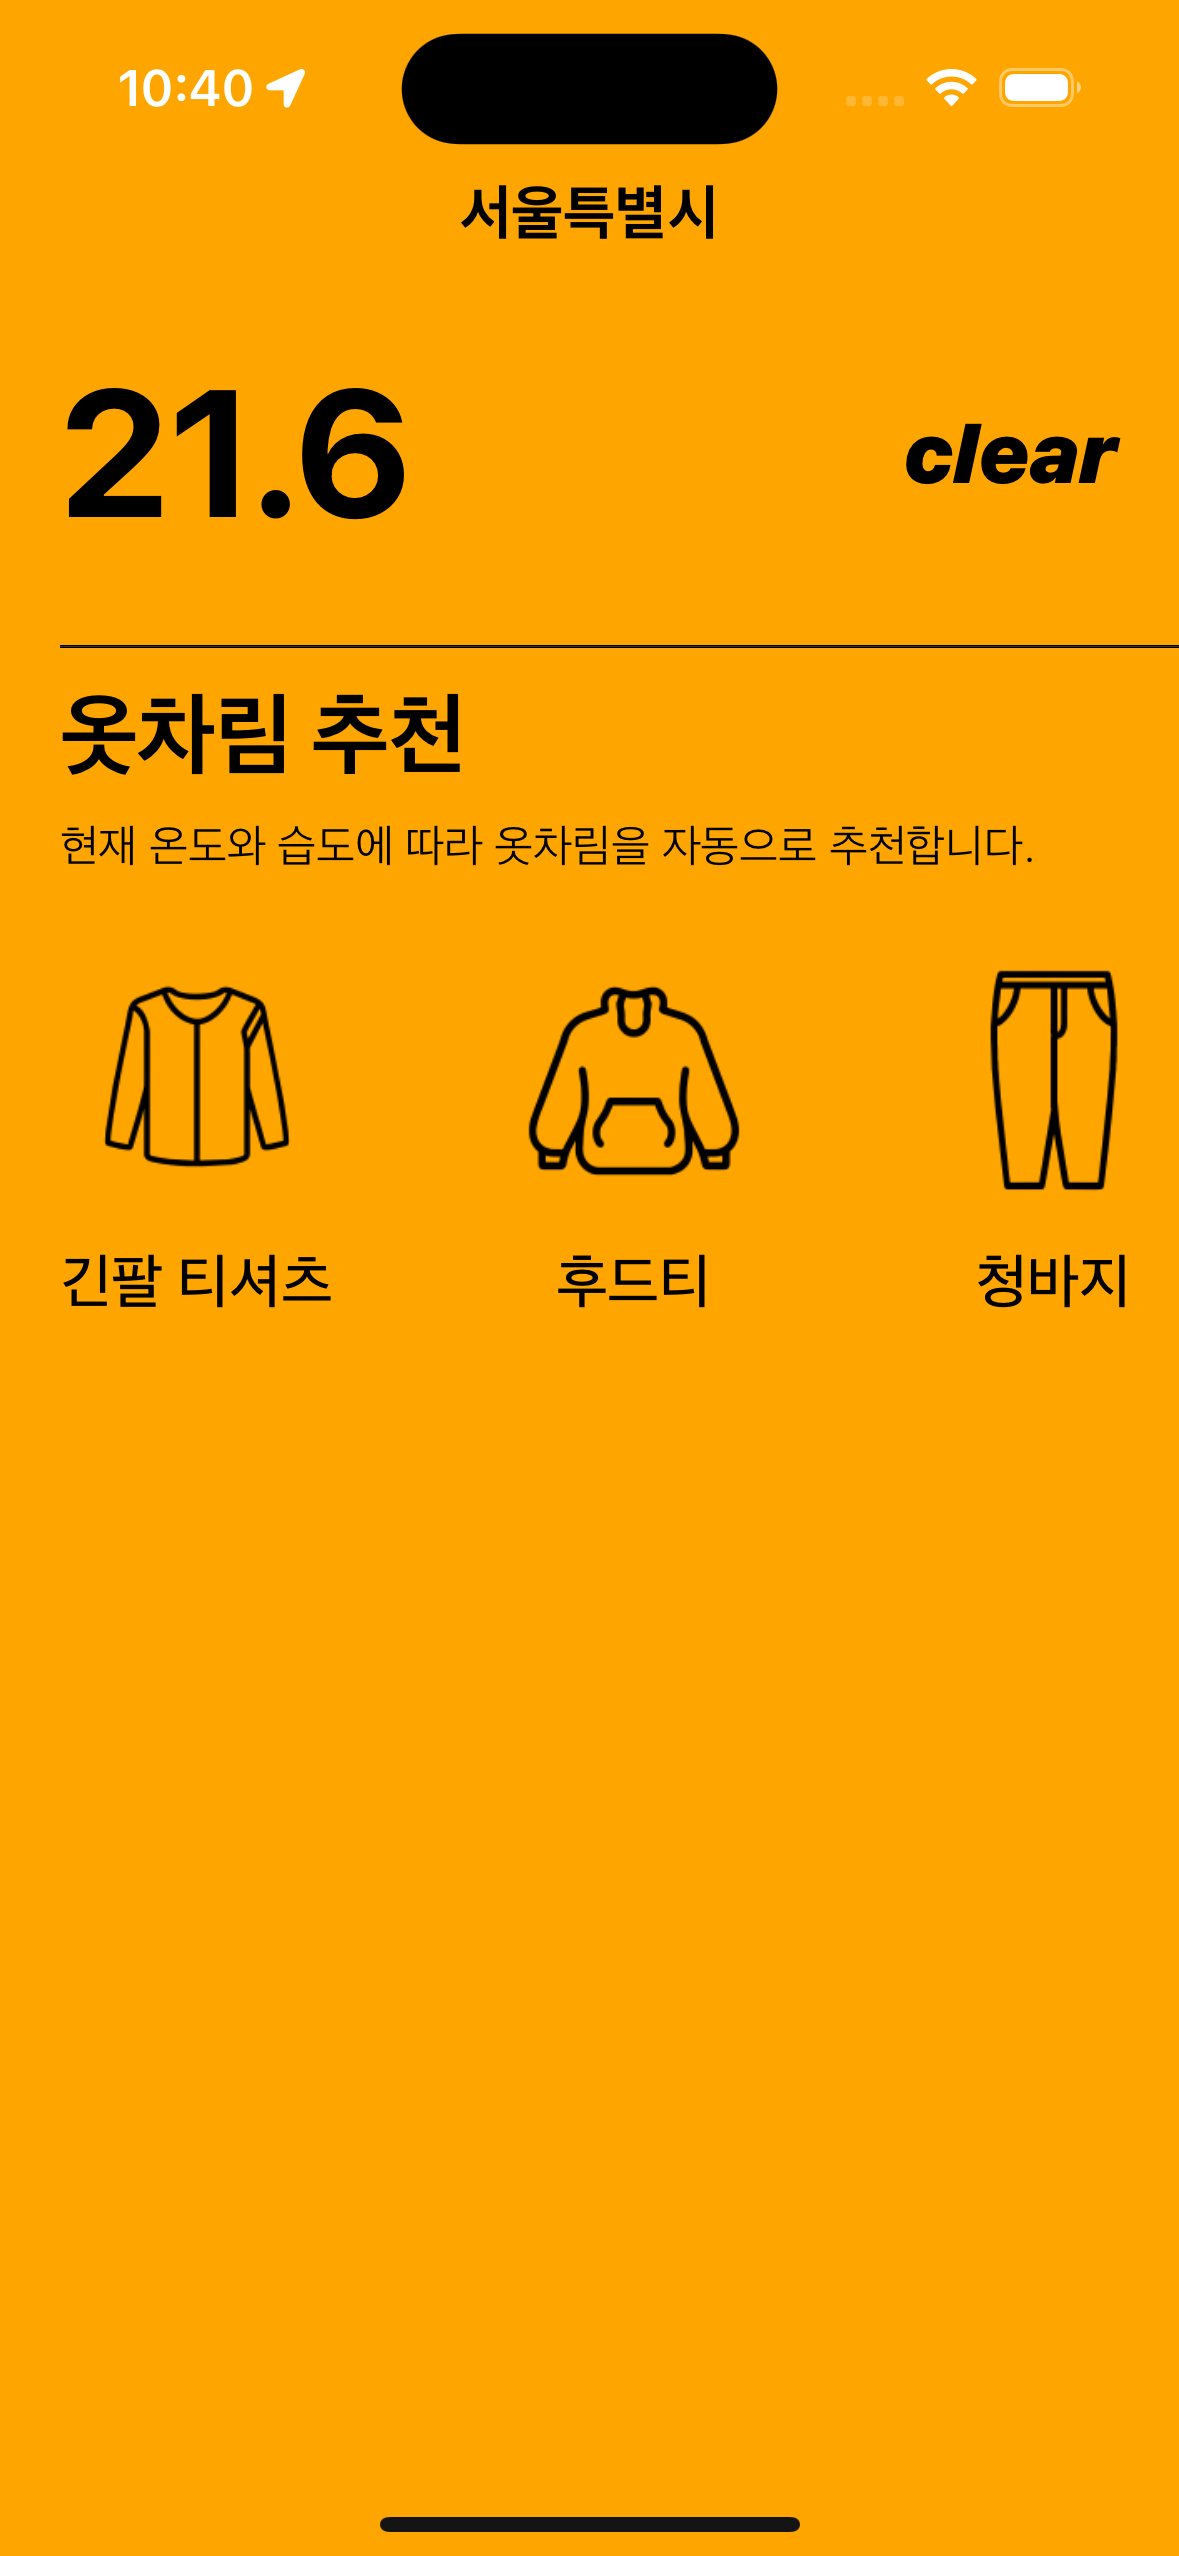 10:40
서울특별시
21.6
clear
옷차림 추천
현재 온도와 습도에 따라 옷차림을 자동으로 추천합니다.
긴팔 티셔츠
후드티
청바지